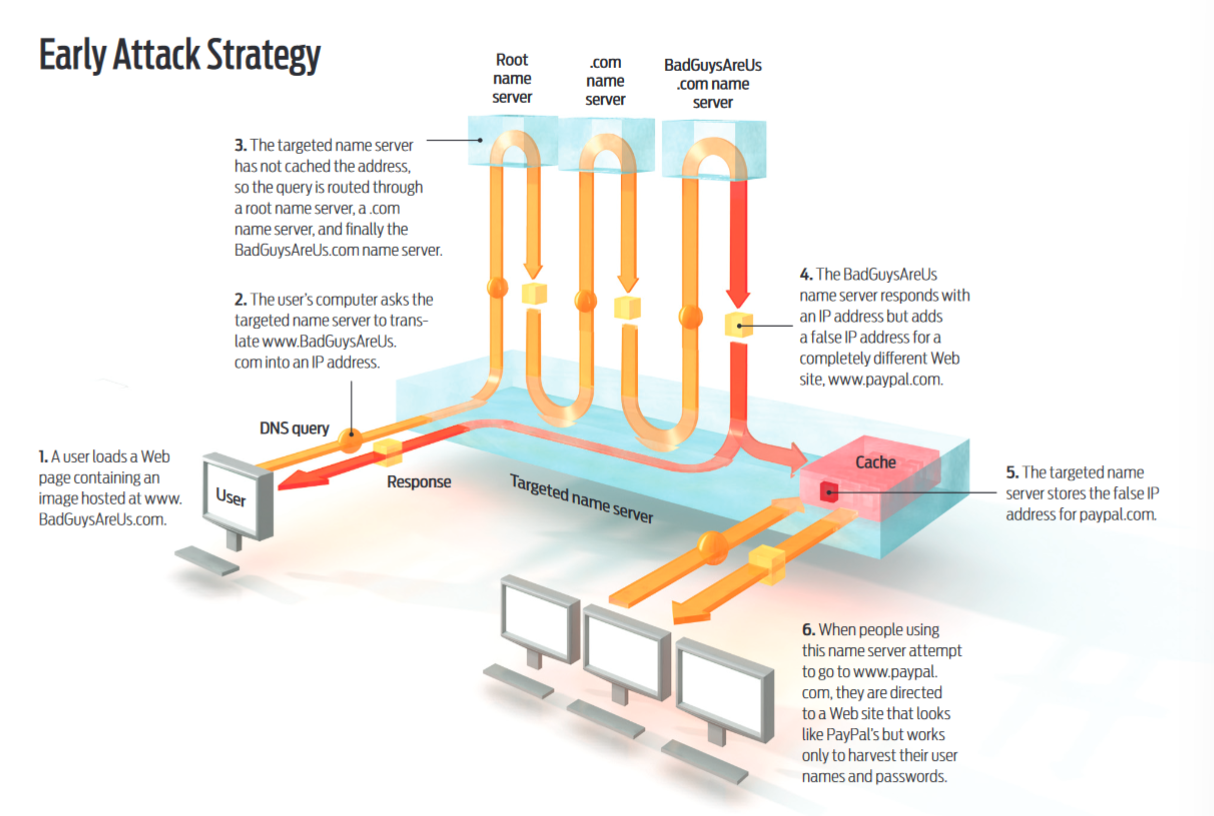 Early Attack Strategy
Root
name
server
.com
name
server
BadGuysAreUs
.com name
server
3. The targeted name server
has not cached the address,
so the query is routed through
a root name server, a .com
name server, and finally the
BadGuysAreUs.com name server.
2. The user's computer asks the
targeted name server to trans-
late www.BadGuysAreUs.
com into an IP address.
4. The BadGuysAreUs
name server responds with
an IP address but adds
a false IP address for a
completely different Web
site, www.paypal.com.
DNS query
1. A user loads a Web
page containing an
image hosted at www.
BadGuysAreUs.com.
User
Response
Targeted name server
Cache
5. The targeted name
server stores the false IP
address for paypal.com.
6. When people using
this name server attempt
to go to www.paypal.
com, they are directed
to a Web site that looks
like PayPal's but works
only to harvest their user
names and passwords.